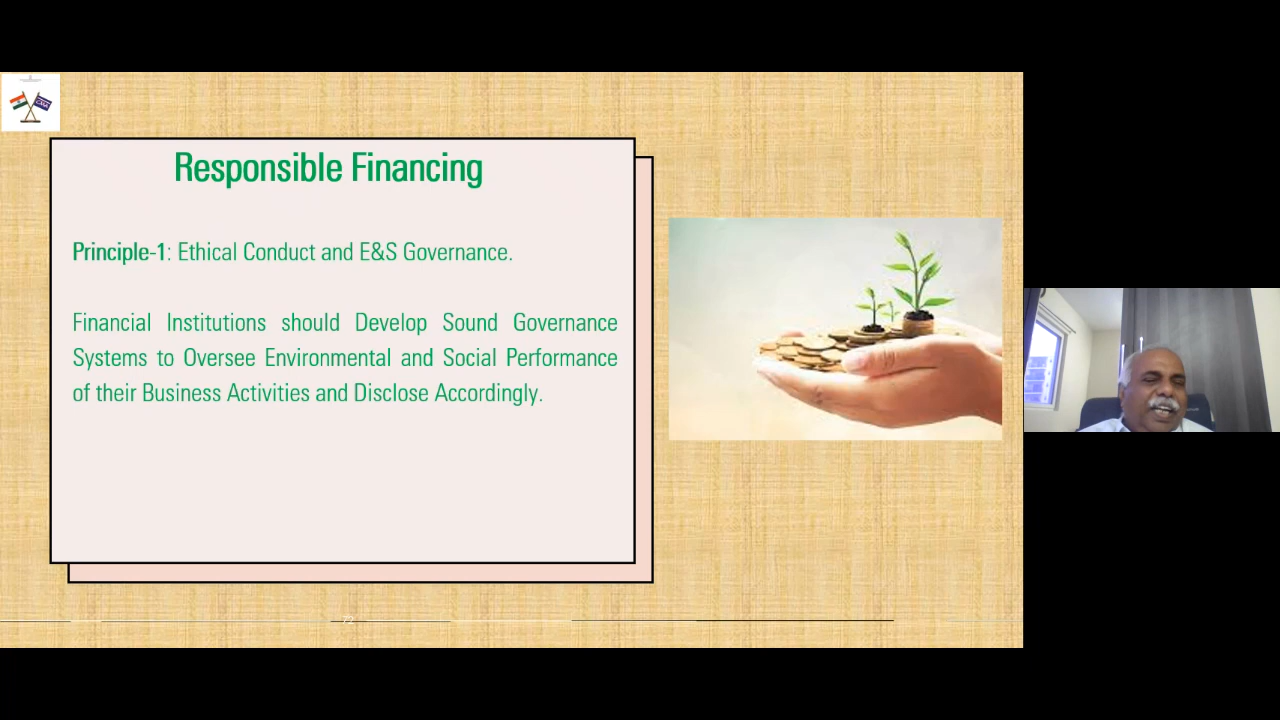 Responsible Financing
Principle-1: Ethical Conduct and E&S Governance.
Financial Institutions should Develop Sound Governance
Systems to Oversee Environmental and Social Performance
of their Business Activities and Disclose Accordingly.
72